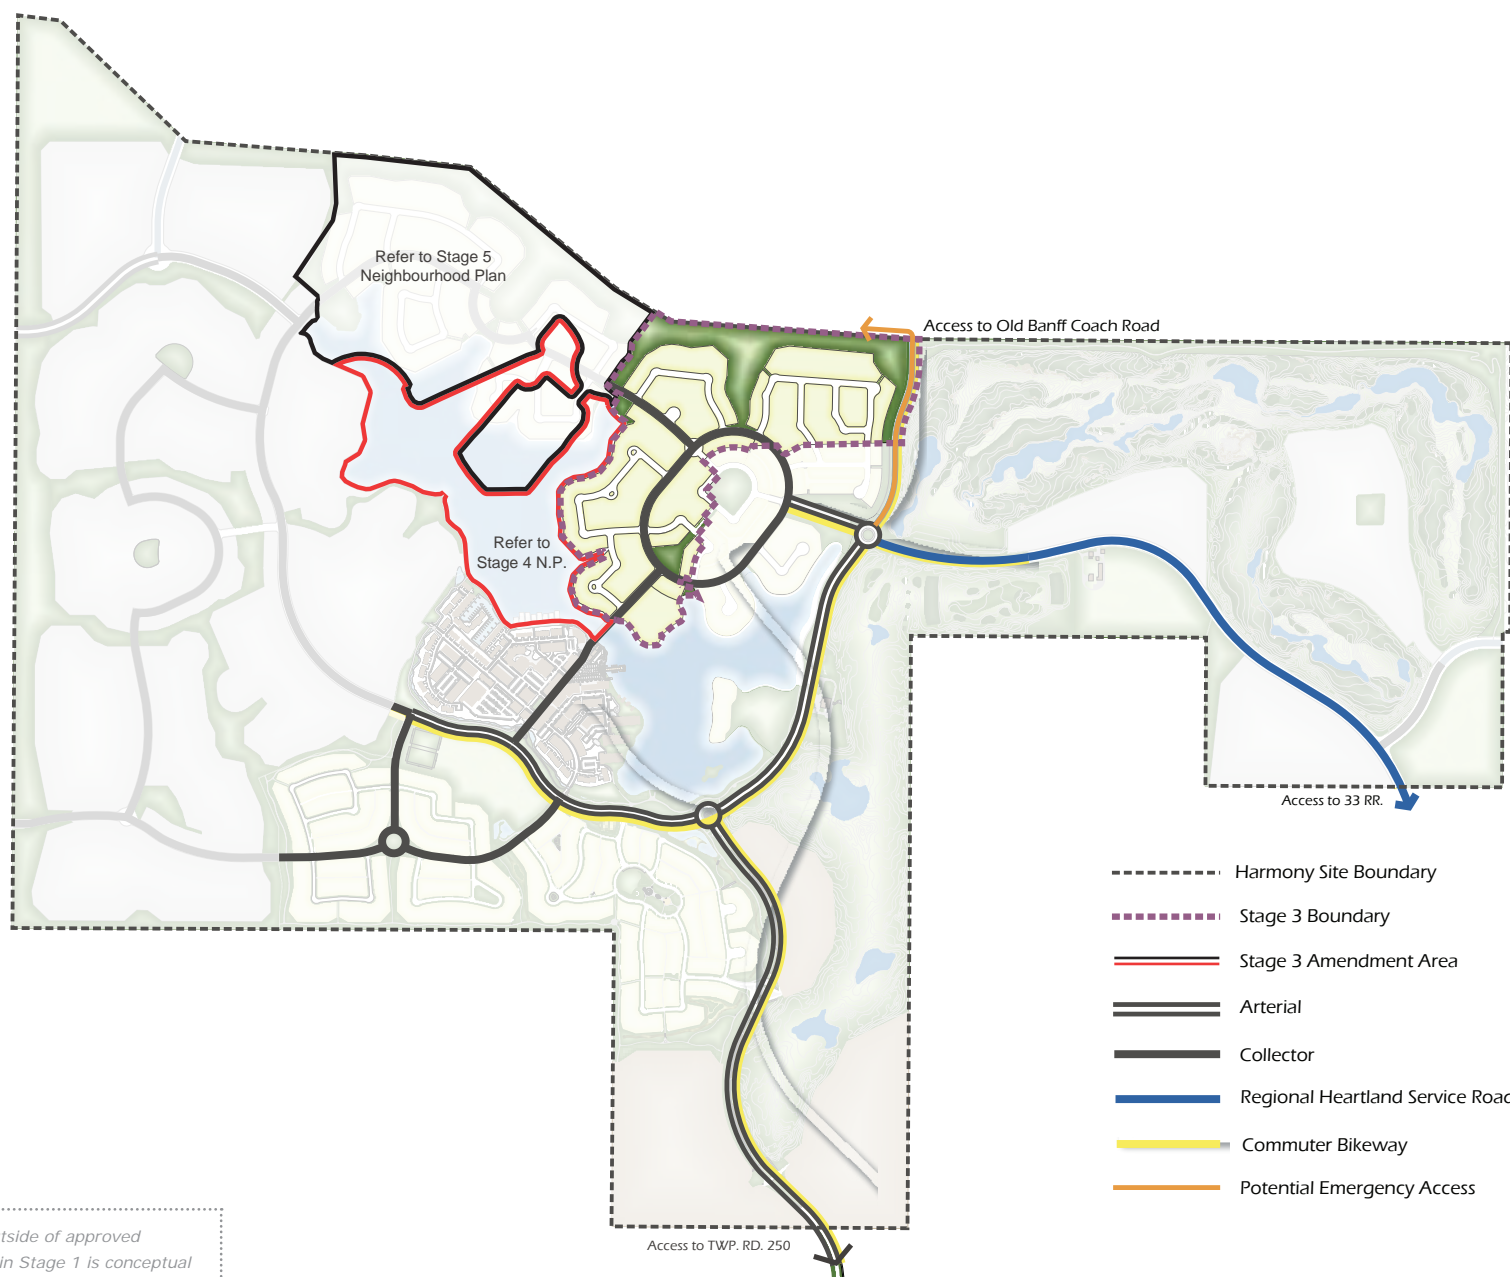 Refer to Stage 5
Neighbourhood Plan
Access to Old Banff Coach Road
Refer to
Stage 4 N.P.
Access to 33 RR.
Harmony Site Boundary
Stage 3 Boundary
Stage 3 Amendment Area
Arterial
Collector
Regional Heartland Service Road
Commuter Bikeway
Potential Emergency Access
Access to TWP. RD. 250
tside of approved
in Stage 1 is conceptual